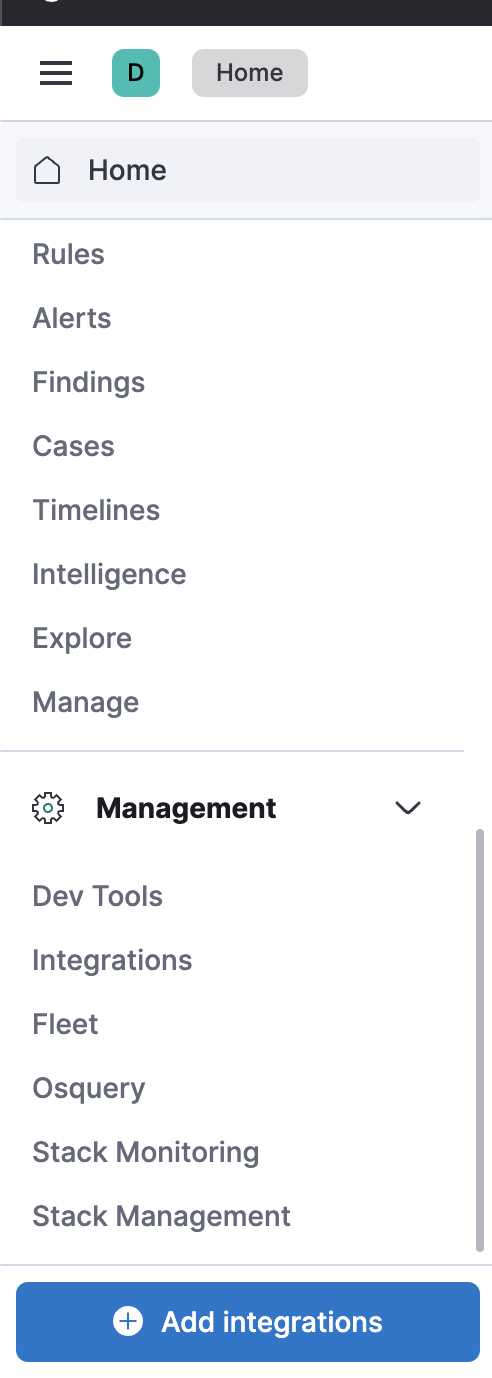 D
Home
Home
Rules
Alerts
Findings
Cases
Timelines
Intelligence
Explore
Manage
Management
Dev Tools
Integrations
Fleet
Osquery
Stack Monitoring
Stack Management
Add integrations